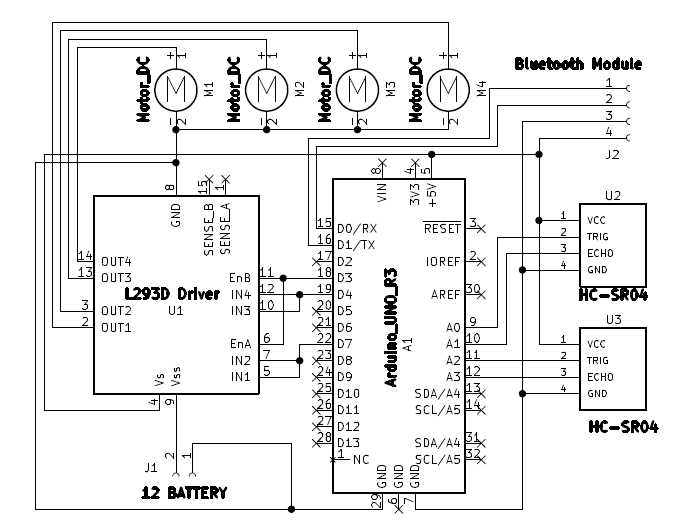 Motor_DC + 1 M − 2 M1
Motor_DC + 1 M − 2 M2
Motor_DC + 1 M − 2 M3
Motor_DC + 1 M − 2 M4
Bluetooth Module
1
2
3
4
J2
8 GND
15 SENSE_B
1 SENSE_A
14 OUT4
13 OUT3
3 OUT2
2 OUT1
L293D Driver
U1
EnB 11
IN4 12
IN3 10
EnA 6
IN2 7
IN1 5
Vs 4
Vss 9
J1
2 1
12 BATTERY
8 VIN
4 3V3
5 +5V
15 D0/RX
16 D1/TX
17 D2
18 D3
19 D4
20 D5
21 D6
22 D7
23 D8
24 D9
25 D10
26 D11
27 D12
28 D13
1 NC
Arduino_UNO_R3
A1
RESET 3
IOREF 2
AREF 30
A0 9
A1 10
A2 11
A3 12
SDA/A4 13
SCL/A5 14
SDA/A4 31
SCL/A5 32
GND 29
GND 6
GND 7
U2
1 VCC
2 TRIG
3 ECHO
4 GND
HC-SR04
U3
1 VCC
2 TRIG
3 ECHO
4 GND
HC-SR04